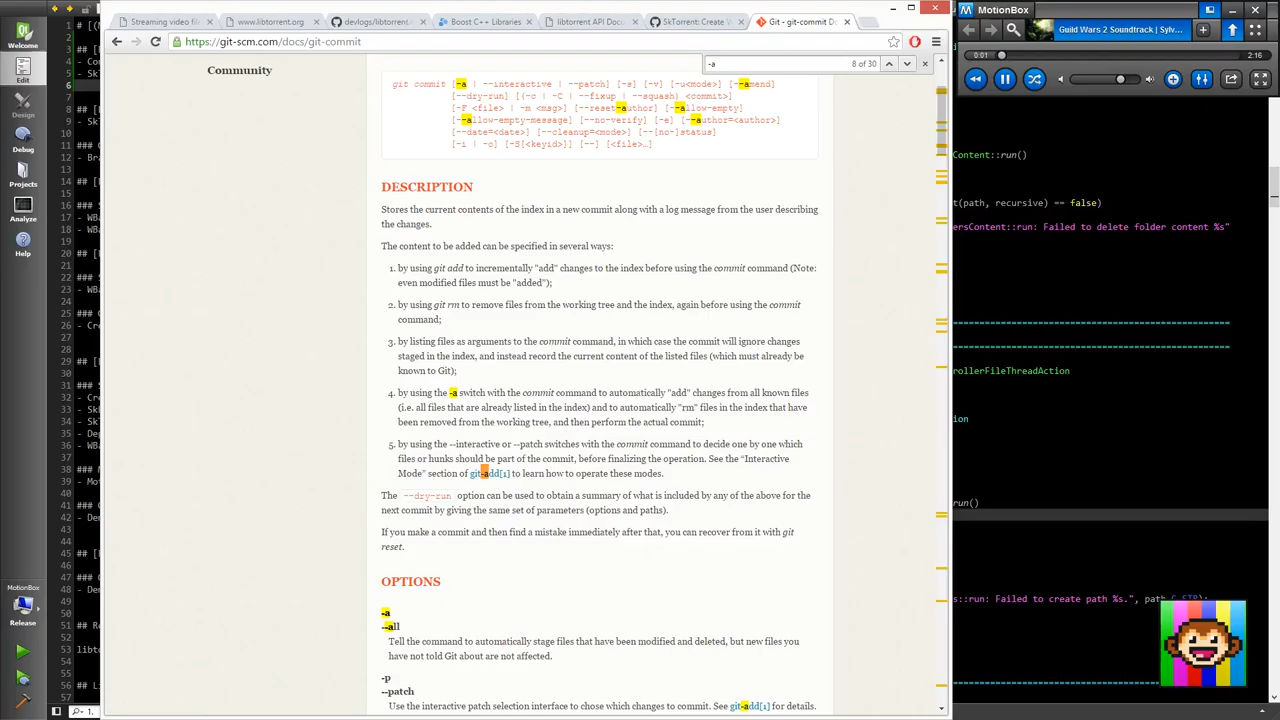 Streaming video file
www.libtorrent.org
devlogs/libtorrent.
Boost C++ Libraries
libtorrent API Docu
SkTorrent: Create \
Git - git-commit Do
https://git-scm.com/docs/git-commit
-a
8 of 30
MotionBox
Guild Wars 2 Soundtrack | Sylv...
0:01
2:16
Welcome
Edit
Design
Debug
Projects
Analyze
Help
MotionBox
Release
Community
git commit [-a | --interactive | --patch] [-s] [-v] [-u<mode>] [--amend]
[--dry-run] [(-c | -C | --fixup | --squash) <commit>]
[-F <file> | -m <msg>] [--reset-author] [--allow-empty]
[--allow-empty-message] [--no-verify] [-e] [--author=<author>]
[--date=<date>] [--cleanup=<mode>] [--[no-]status]
[-i | -o] [-S[<keyid>]] [--] [<file>…]
DESCRIPTION
Stores the current contents of the index in a new commit along with a log message from the user describing
the changes.
The content to be added can be specified in several ways:
1. by using git add to incrementally "add" changes to the index before using the commit command (Note:
even modified files must be "added");
2. by using git rm to remove files from the working tree and the index, again before using the commit
command;
3. by listing files as arguments to the commit command, in which case the commit will ignore changes
staged in the index, and instead record the current content of the listed files (which must already be
known to Git);
4. by using the -a switch with the commit command to automatically "add" changes from all known files
(i.e. all files that are already listed in the index) and to automatically "rm" files in the index that have
been removed from the working tree, and then perform the actual commit;
5. by using the --interactive or --patch switches with the commit command to decide one by one which
files or hunks should be part of the commit, before finalizing the operation. See the “Interactive
Mode” section of git-add[1] to learn how to operate these modes.
The --dry-run option can be used to obtain a summary of what is included by any of the above for the
next commit by giving the same set of parameters (options and paths).
If you make a commit and then find a mistake immediately after that, you can recover from it with git
reset.
OPTIONS
-a
--all
Tell the command to automatically stage files that have been modified and deleted, but new files you
have not told Git about are not affected.
-p
--patch
Use the interactive patch selection interface to chose which changes to commit. See git-add[1] for details.
Content::run()
t(path, recursive) == false)
ersContent::run: Failed to delete folder content %s"
rollerFileThreadAction
ion
run()
s::run: Failed to create path %s.", path C_STR);